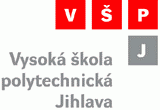 V Š P
J
Vysoká škola
polytechnická
Jihlava